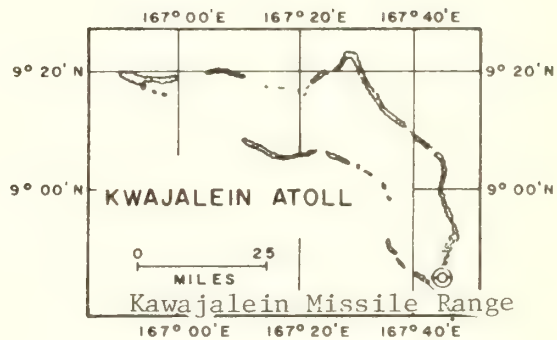 167° 00'E 167° 20'E 167° 40'E
9° 20'N 9° 20'N
9° 00'N 9° 00'N
KWAJALEIN ATOLL
0 25
MILES
Kawajalein Missile Range
167° 00'E 167° 20'E 167° 40'E